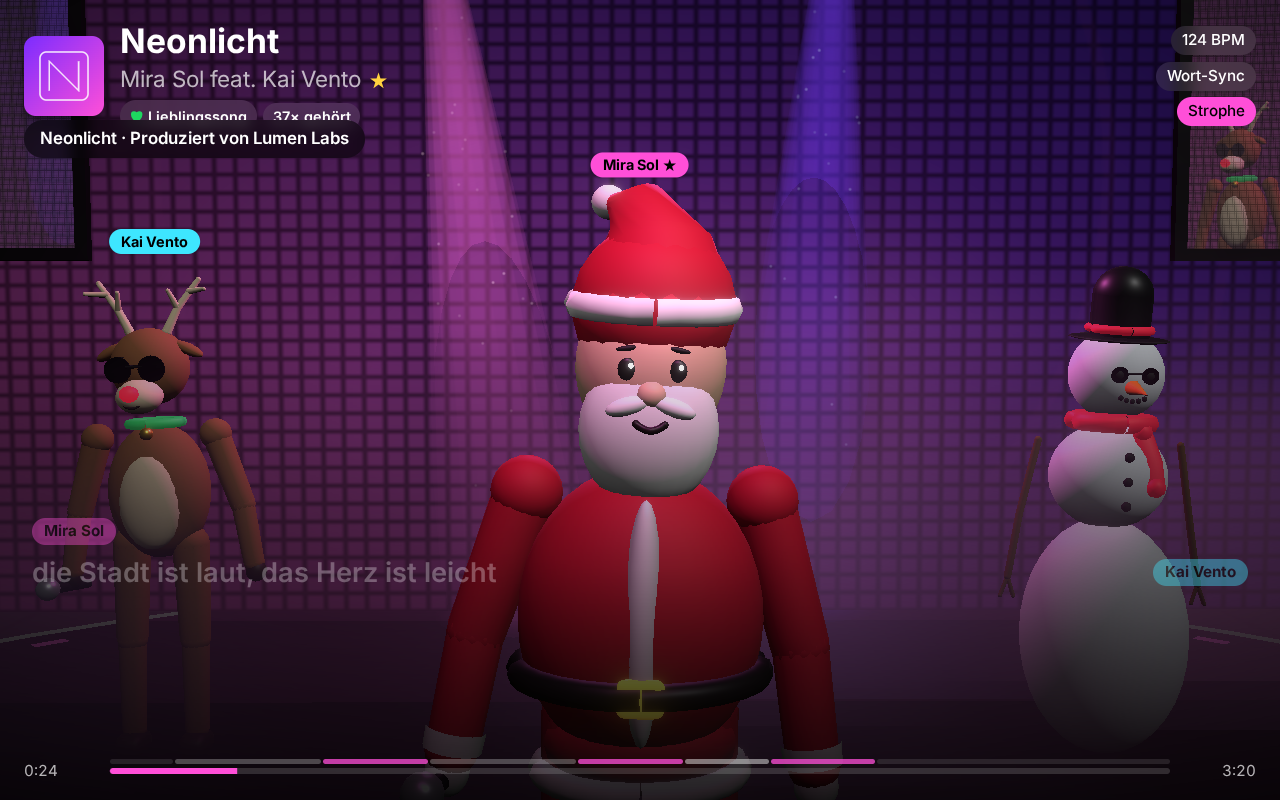 N
Neonlicht
Mira Sol feat. Kai Vento ★
Lieblingssong
37× gehört
Neonlicht · Produziert von Lumen Labs
124 BPM
Wort-Sync
Strophe
Mira Sol ★
Kai Vento
Mira Sol
die Stadt ist laut, das Herz ist leicht
Kai Vento
0:24
3:20